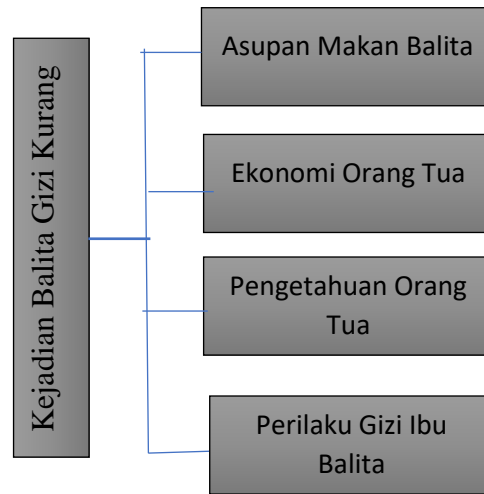 Kejadian Balita Gizi Kurang
Asupan Makan Balita
Ekonomi Orang Tua
Pengetahuan Orang
Tua
Perilaku Gizi Ibu
Balita